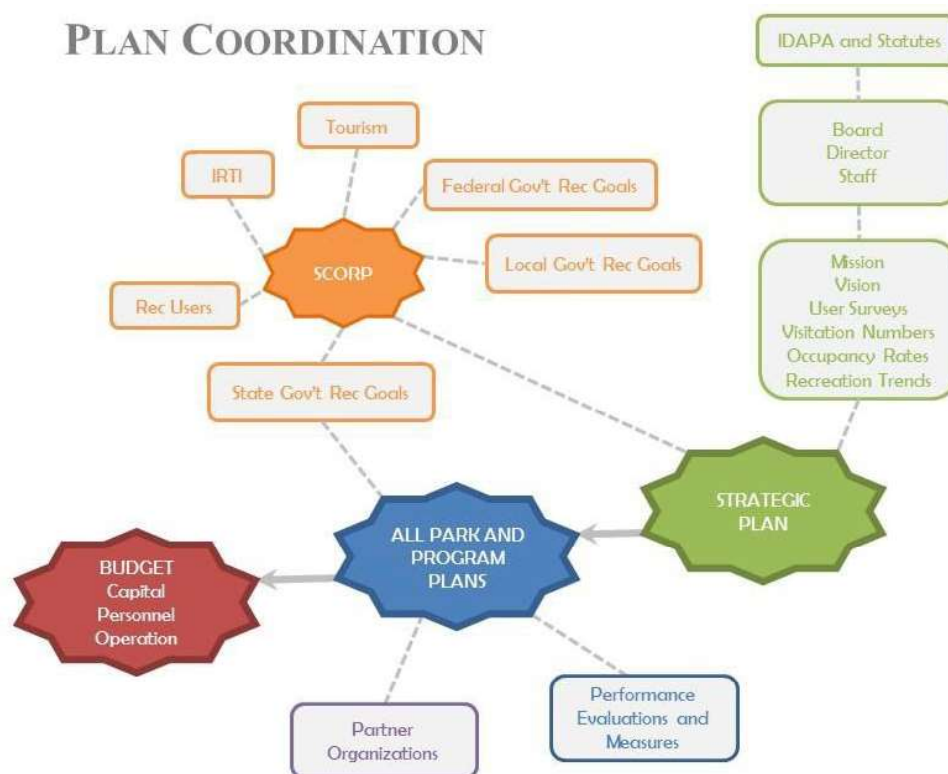 PLAN COORDINATION
IDAPA and Statutes
Board
Director
Staff
Mission
Vision
User Surveys
Visitation Numbers
Occupancy Rates
Recreation Trends
Tourism
IRTI
Federal Gov't Rec Goals
SCORP
Local Gov't Rec Goals
Rec Users
State Gov't Rec Goals
STRATEGIC
PLAN
ALL PARK AND
PROGRAM
PLANS
BUDGET
Capital
Personnel
Operation
Partner
Organizations
Performance
Evaluations and
Measures